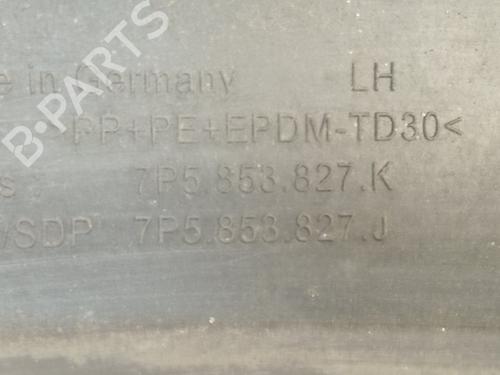 B-PARTS
e in Germany LH
>PP+PE+EPDM-TD30<
s 7P5.853.827.K
/SDP 7P5.853.827.J